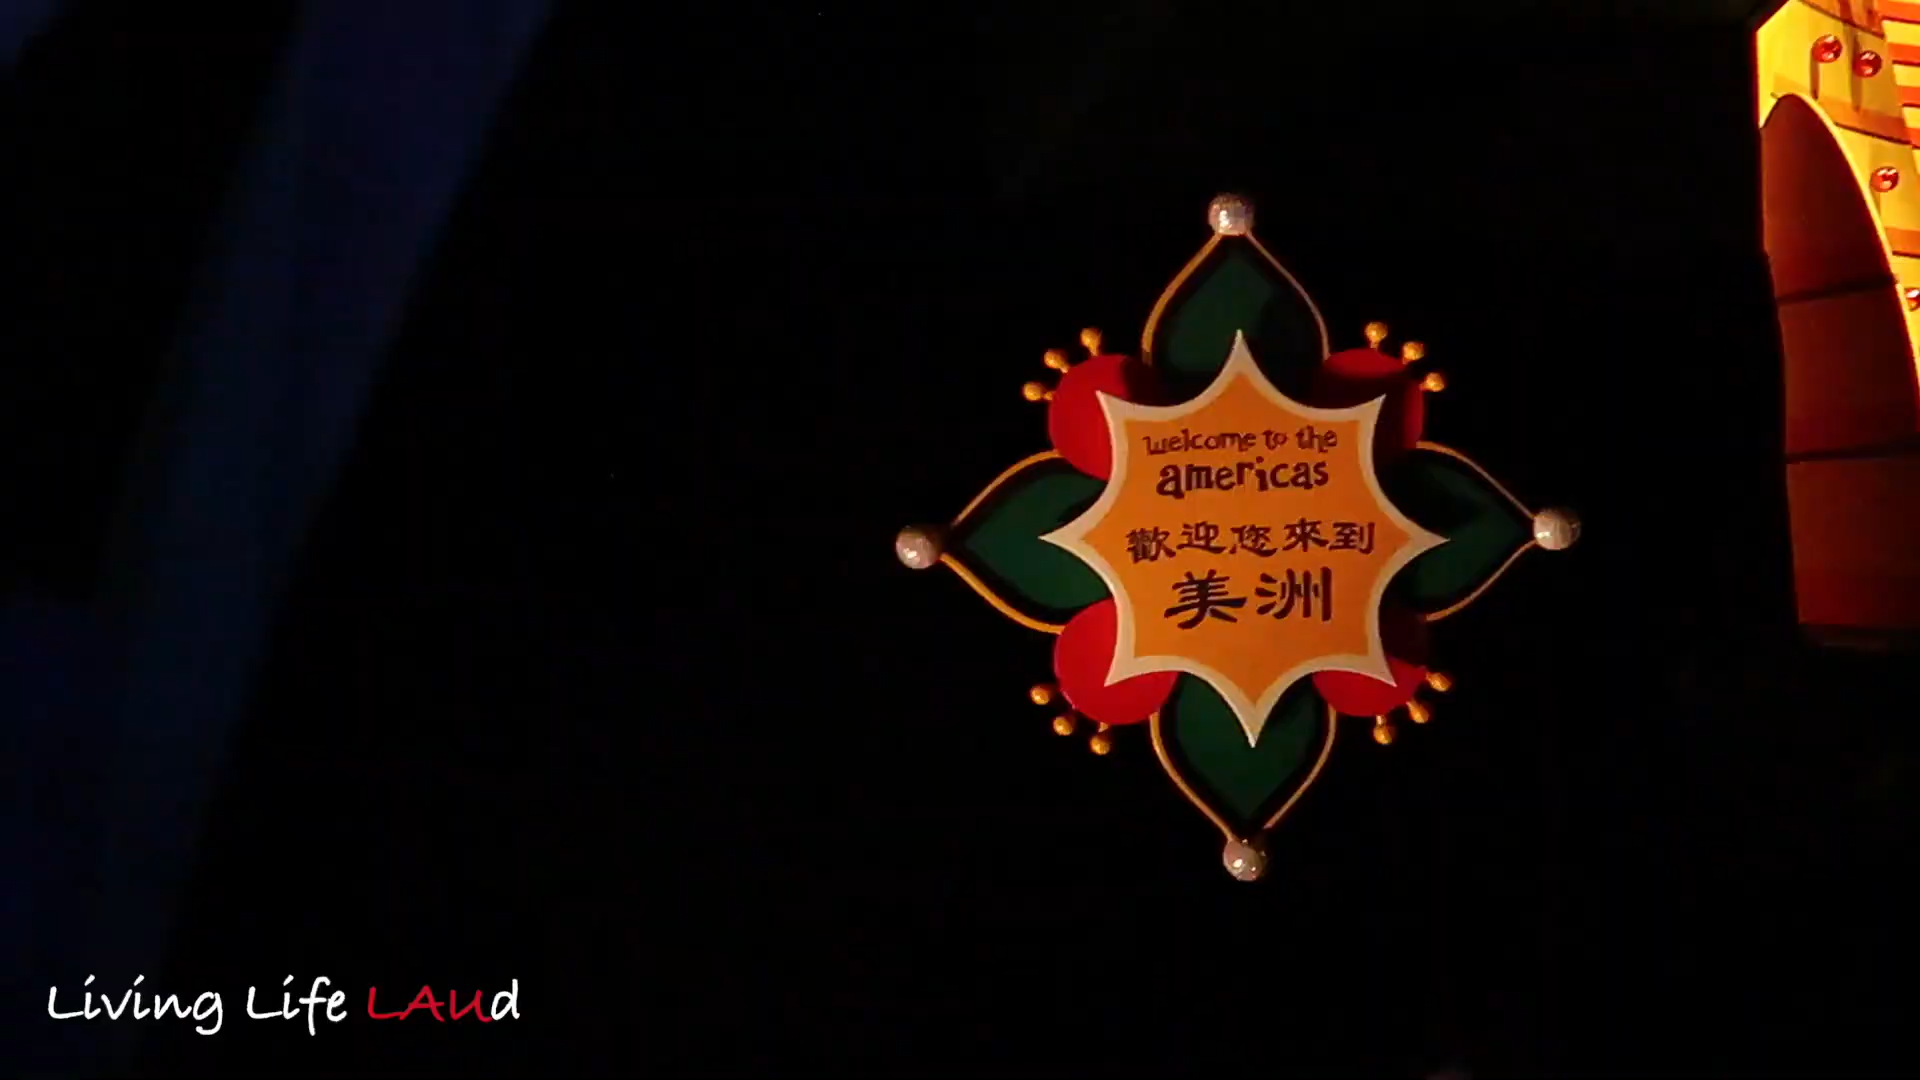 welcome to the
americas
歡迎您來到
美洲
Living Life LAUd